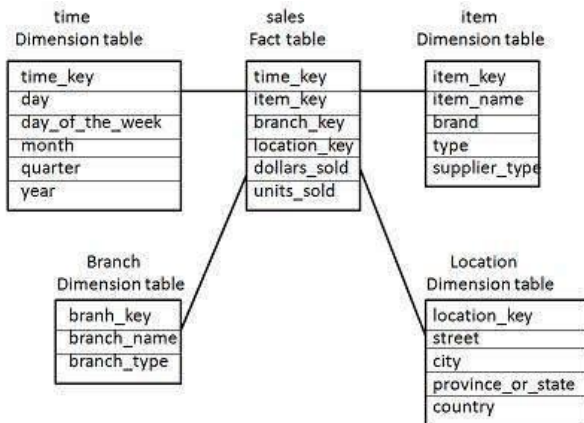 time
Dimension table
time_key
day
day_of_the_week
month
quarter
year
sales
Fact table
time_key
item_key
branch_key
location_key
dollars_sold
units_sold
item
Dimension table
item_key
item_name
brand
type
supplier_type
Branch
Dimension table
branh_key
branch_name
branch_type
Location
Dimension table
location_key
street
city
province_or_state
country